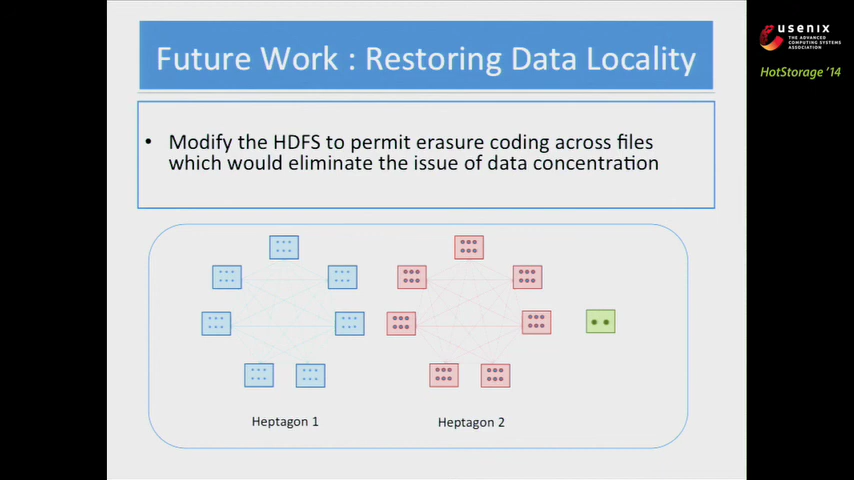 Future Work : Restoring Data Locality
• Modify the HDFS to permit erasure coding across files
which would eliminate the issue of data concentration
Heptagon 1
Heptagon 2
usenix
THE ADVANCED
COMPUTING SYSTEMS
ASSOCIATION
HotStorage '14